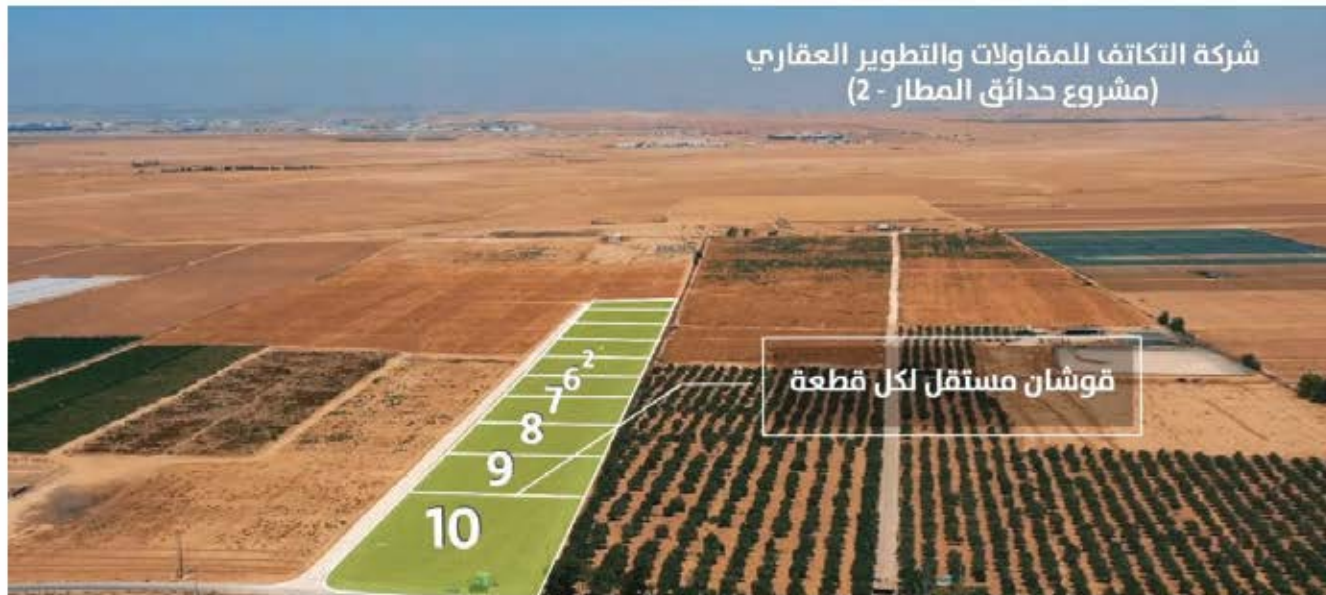 شركة التكاتف للمقاولات والتطوير العقاري
(مشروع حدائق المطار - 2)
2
6
قوشان مستقل لكل قطعة
7
8
9
10